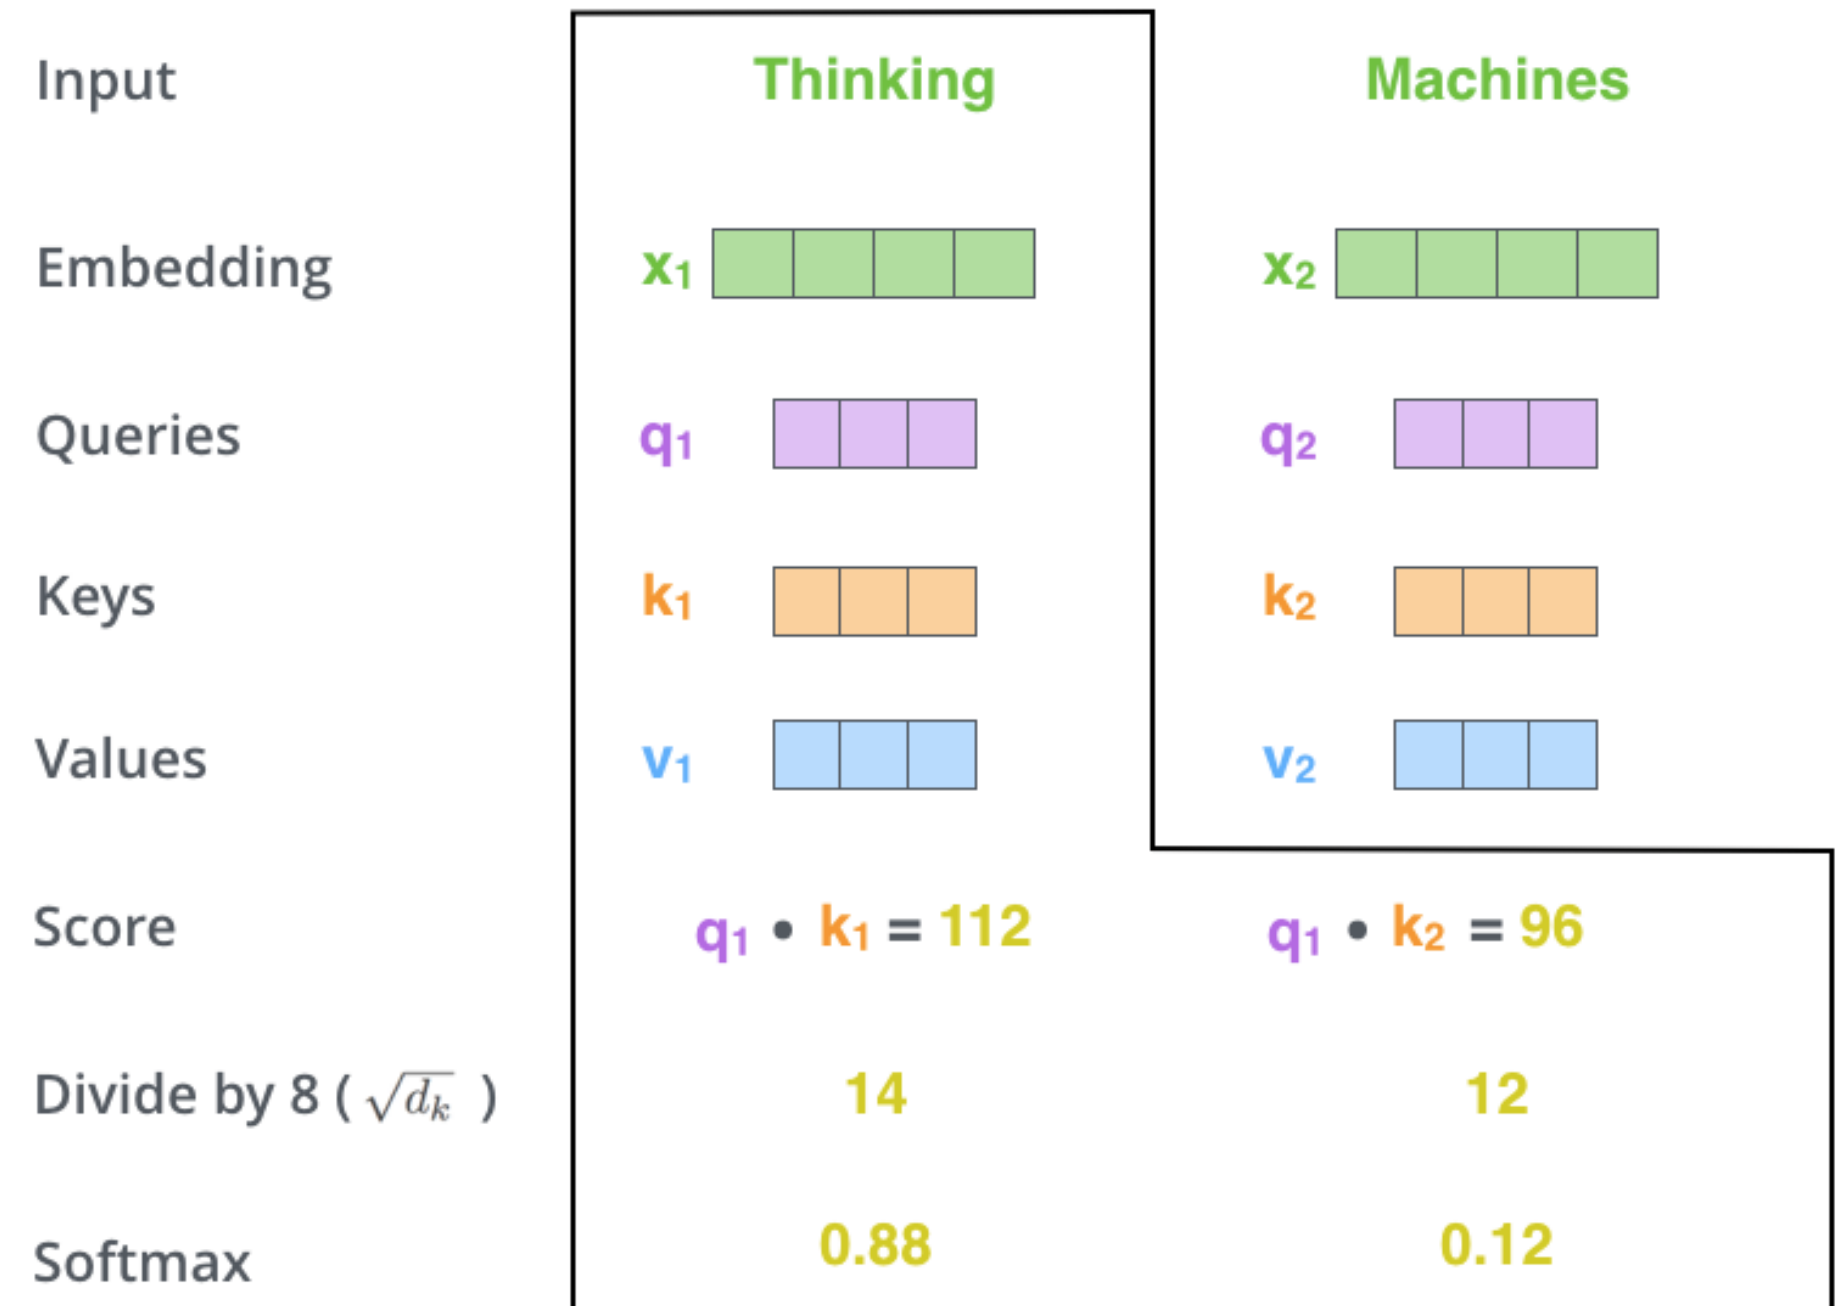 Input Thinking Machines
Embedding x₁ x₂
Queries q₁ q₂
Keys k₁ k₂
Values v₁ v₂
Score q₁ • k₁ = 112 q₁ • k₂ = 96
Divide by 8 ( √dₖ ) 14 12
Softmax 0.88 0.12